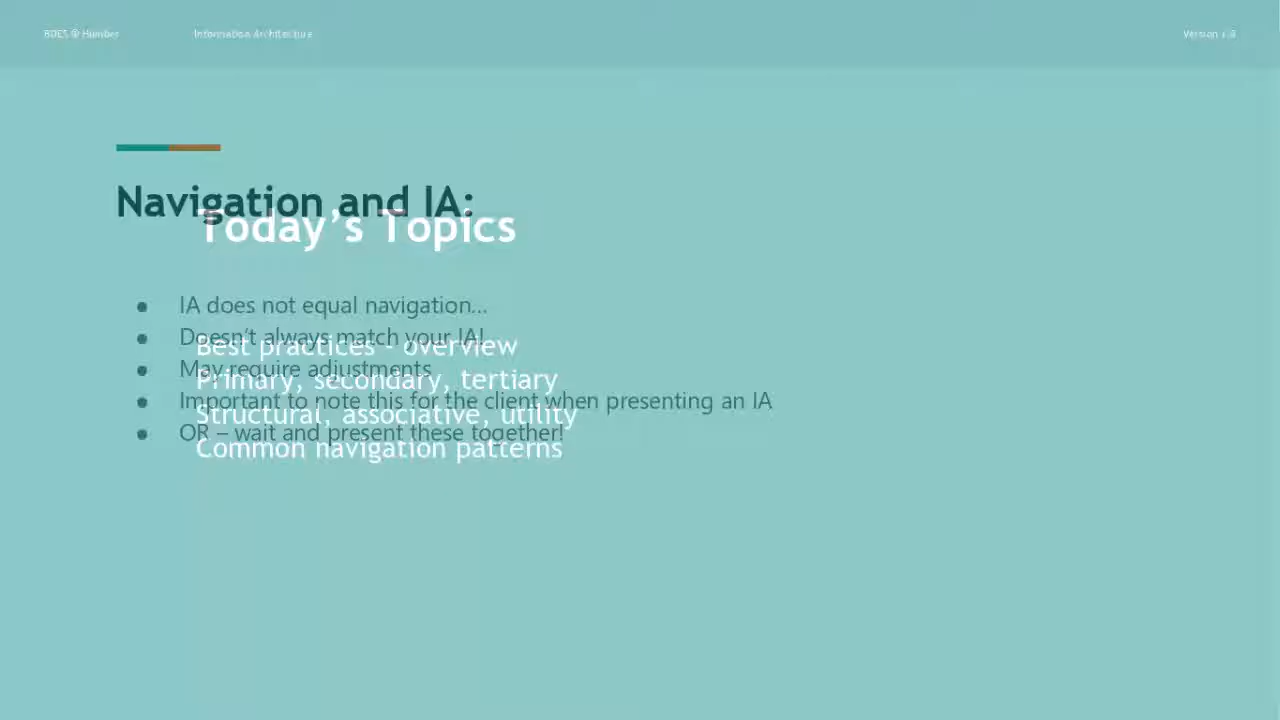 BDES @ Humber
Information Architecture
Version 1.0
Navigation and IA:
Today's Topics
IA does not equal navigation...
Doesn't always match your IA!
Best practices - overview
May require adjustments
Primary, secondary, tertiary
Important to note this for the client when presenting an IA
Structural, associative, utility
OR – wait and present these together!
Common navigation patterns